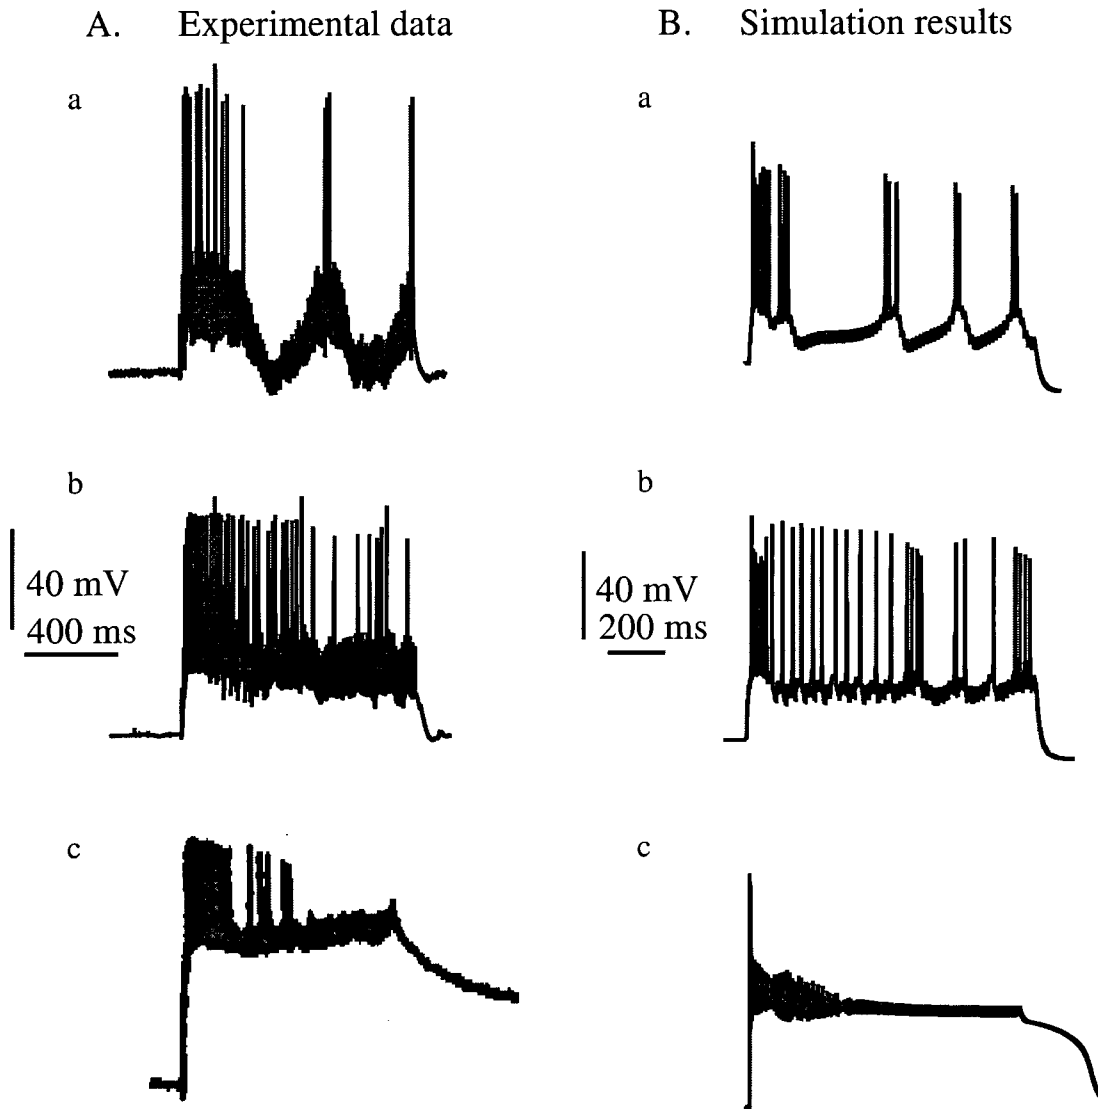 A. Experimental data
B. Simulation results
a
a
b
b
40 mV
400 ms
40 mV
200 ms
c
c